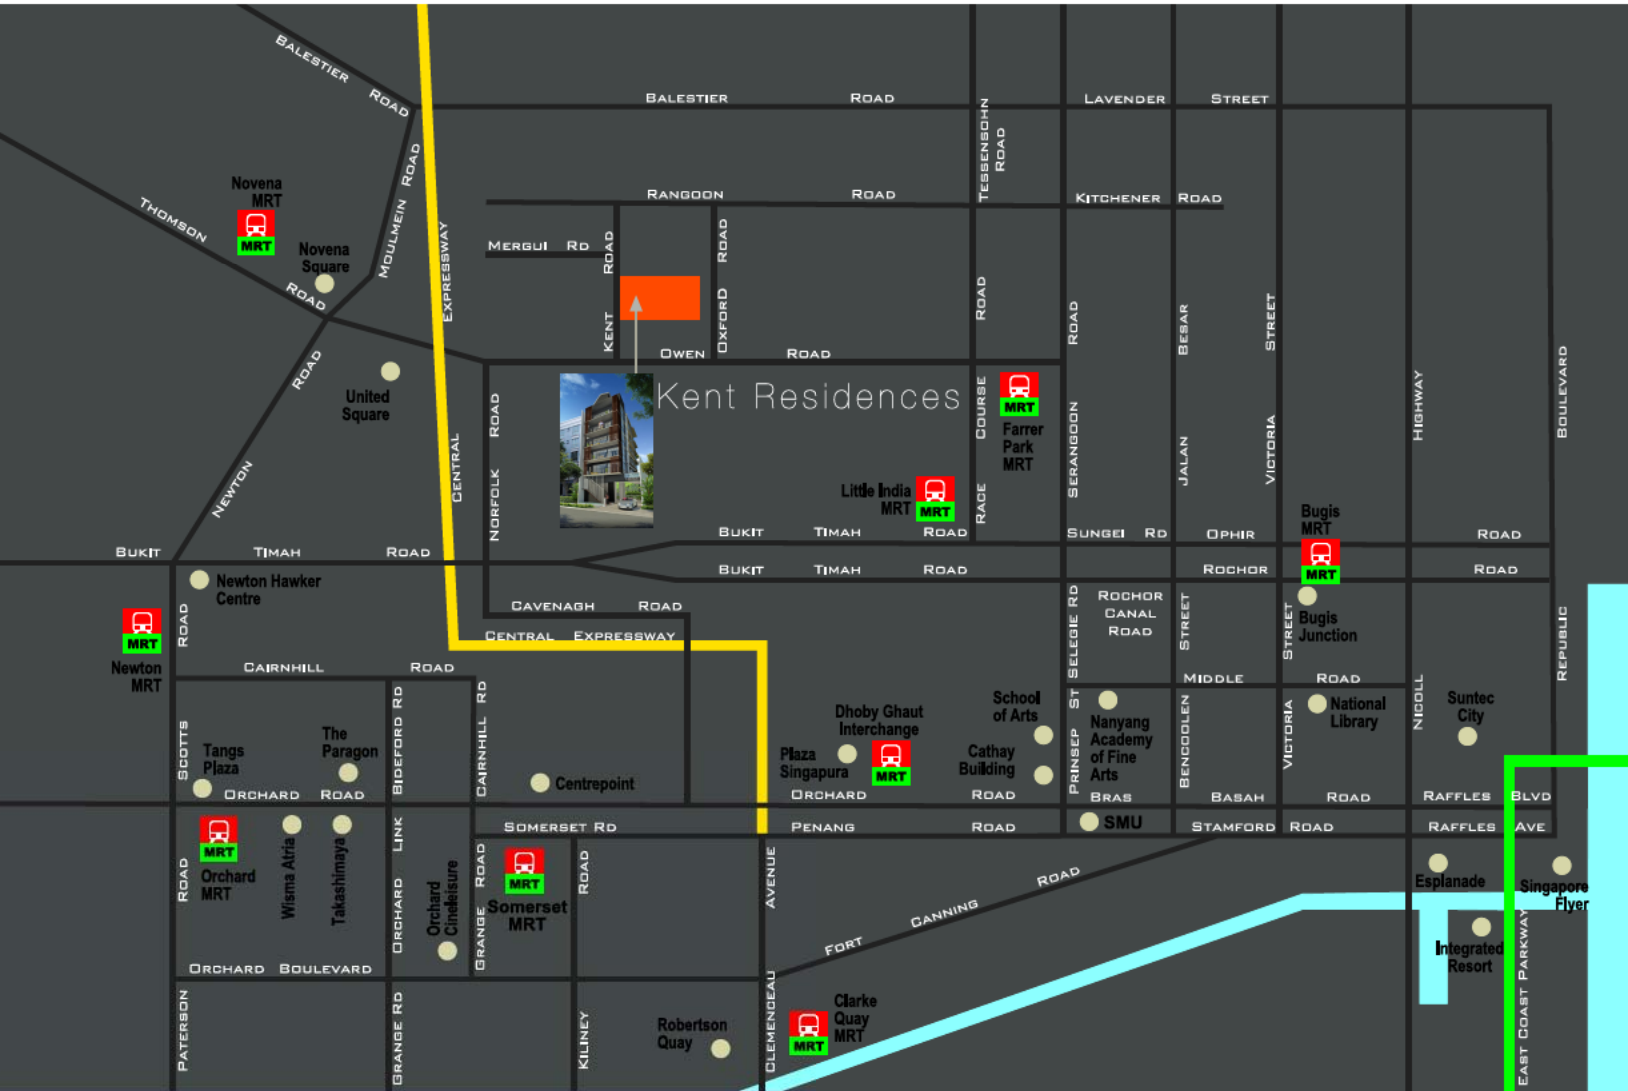 BALESTIER ROAD
BALESTIER ROAD
LAVENDER STREET
TESSENSOHN
ROAD
MOULMEIN ROAD
Novena
MRT
MRT
THOMSON ROAD
Novena
Square
RANGOON ROAD
KITCHENER ROAD
MERGUI RD
KENT ROAD
OXFORD ROAD
CENTRAL EXPRESSWAY
OWEN ROAD
RACE COURSE ROAD
SERANGOON ROAD
JALAN BESAR
VICTORIA STREET
NICOLL HIGHWAY
REPUBLIC BOULEVARD
NEWTON ROAD
United
Square
NORFOLK ROAD
Kent Residences
MRT
Farrer
Park
MRT
Little India
MRT
MRT
Bugis
MRT
MRT
BUKIT TIMAH ROAD
BUKIT TIMAH ROAD
SUNGEI RD
OPHIR ROAD
BUKIT TIMAH ROAD
ROCHOR ROAD
Newton Hawker
Centre
CAVENAGH ROAD
CENTRAL EXPRESSWAY
SELEGIE RD
ROCHOR
CANAL
ROAD
Bugis
Junction
MRT
Newton
MRT
SCOTTS ROAD
CAIRNHILL ROAD
BIDEFORD RD
CAIRNHILL RD
MIDDLE ROAD
PRINSEP ST
BENCOOLEN STREET
VICTORIA STREET
School
of Arts
Nanyang
Academy
of Fine
Arts
National
Library
Suntec
City
Dhoby Ghaut
Interchange
MRT
Plaza
Singapura
Cathay
Building
Tangs
Plaza
The
Paragon
Centrepoint
ORCHARD ROAD
ORCHARD ROAD
BRAS BASAH ROAD
RAFFLES BLVD
SOMERSET RD
PENANG ROAD
SMU
STAMFORD ROAD
RAFFLES AVE
MRT
Orchard
MRT
Wisma Atria
Takashimaya
ORCHARD LINK
Orchard
Cineleisure
GRANGE ROAD
MRT
Somerset
MRT
KILINEY ROAD
CLEMENCEAU AVENUE
FORT CANNING ROAD
Esplanade
Singapore
Flyer
Integrated
Resort
EAST COAST PARKWAY
ORCHARD BOULEVARD
PATERSON ROAD
GRANGE RD
Robertson
Quay
MRT
Clarke
Quay
MRT